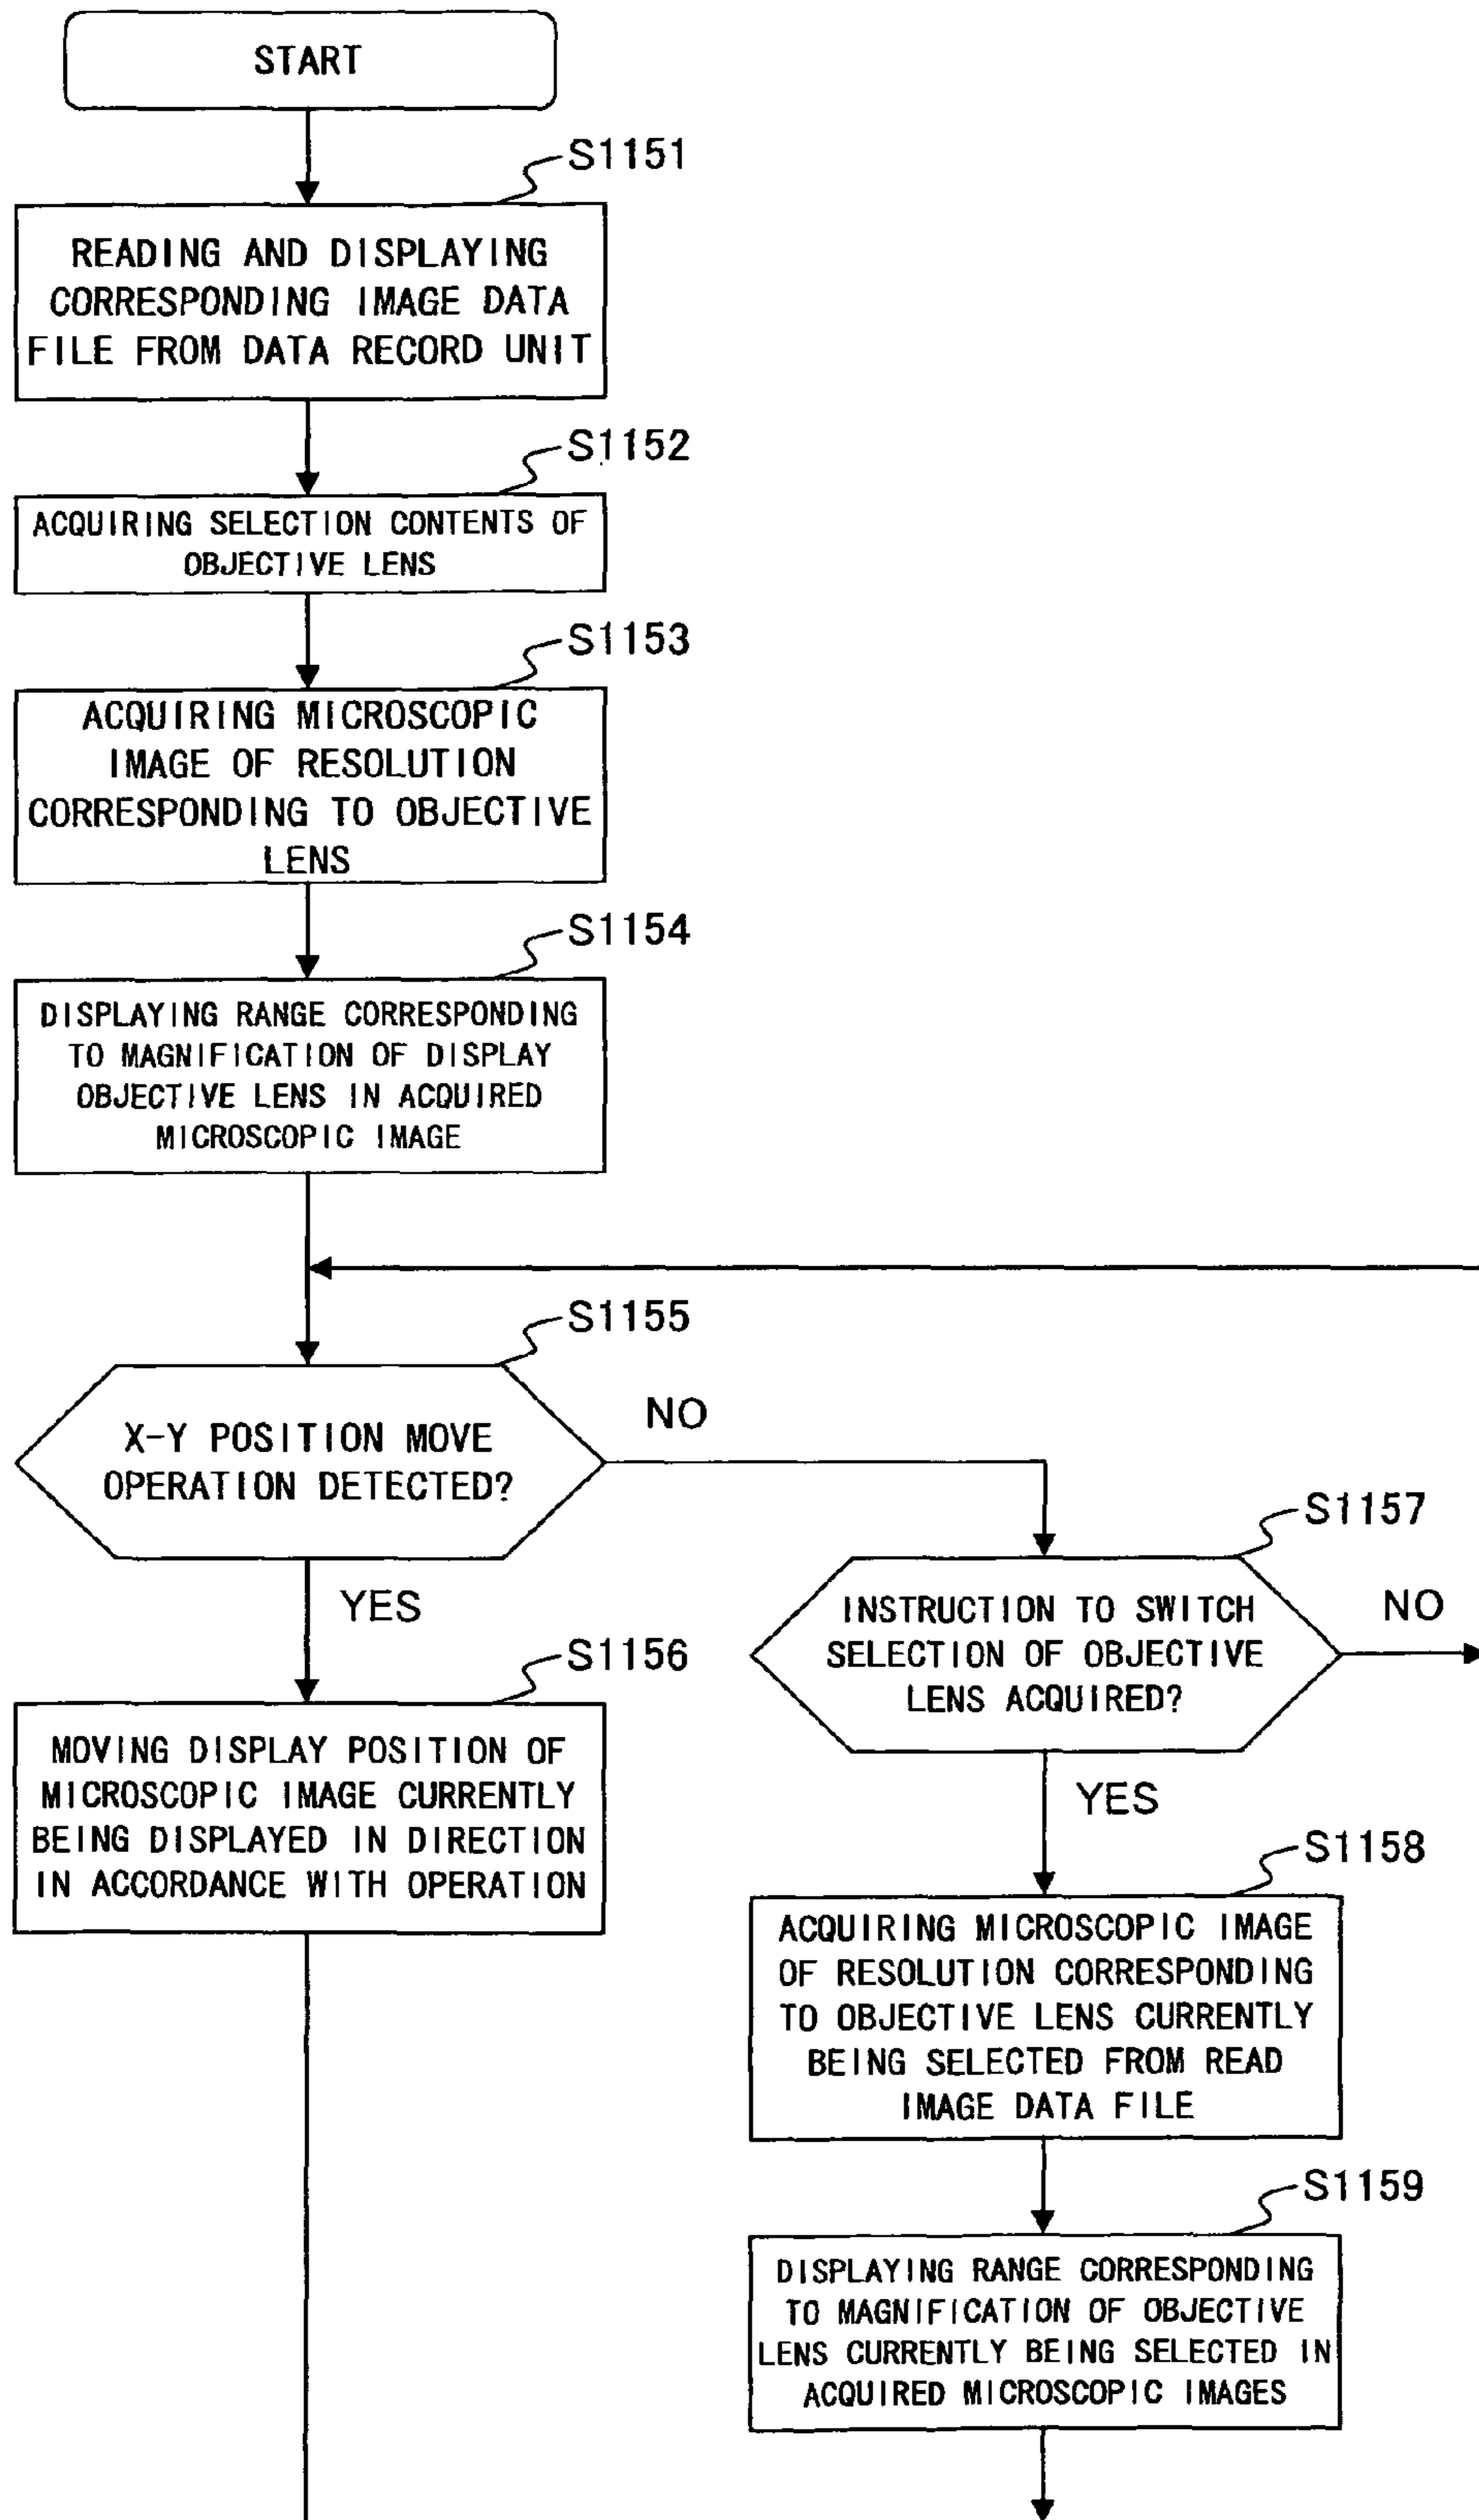 START
S1151
READING AND DISPLAYING
CORRESPONDING IMAGE DATA
FILE FROM DATA RECORD UNIT
S1152
ACQUIRING SELECTION CONTENTS OF
OBJECTIVE LENS
S1153
ACQUIRING MICROSCOPIC
IMAGE OF RESOLUTION
CORRESPONDING TO OBJECTIVE
LENS
S1154
DISPLAYING RANGE CORRESPONDING
TO MAGNIFICATION OF DISPLAY
OBJECTIVE LENS IN ACQUIRED
MICROSCOPIC IMAGE
S1155
X-Y POSITION MOVE
OPERATION DETECTED?
NO
YES
S1156
MOVING DISPLAY POSITION OF
MICROSCOPIC IMAGE CURRENTLY
BEING DISPLAYED IN DIRECTION
IN ACCORDANCE WITH OPERATION
S1157
INSTRUCTION TO SWITCH
SELECTION OF OBJECTIVE
LENS ACQUIRED?
NO
YES
S1158
ACQUIRING MICROSCOPIC IMAGE
OF RESOLUTION CORRESPONDING
TO OBJECTIVE LENS CURRENTLY
BEING SELECTED FROM READ
IMAGE DATA FILE
S1159
DISPLAYING RANGE CORRESPONDING
TO MAGNIFICATION OF OBJECTIVE
LENS CURRENTLY BEING SELECTED IN
ACQUIRED MICROSCOPIC IMAGES